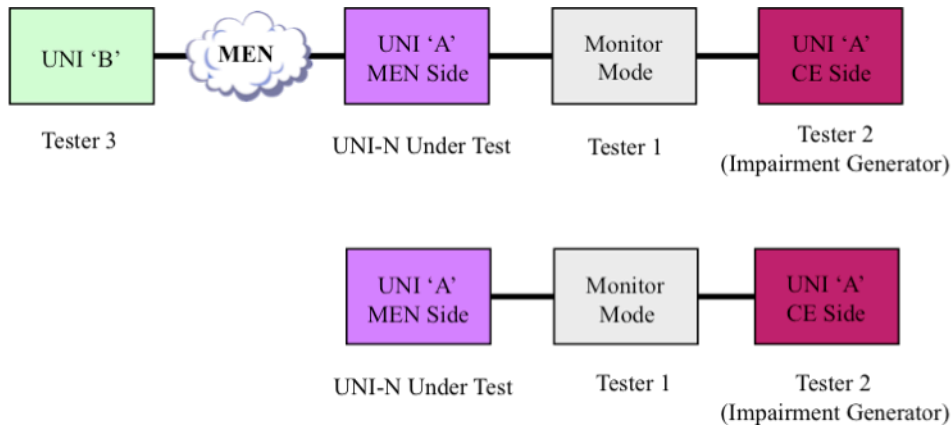 UNI ‘B’
MEN
UNI ‘A’
MEN Side
Monitor
Mode
UNI ‘A’
CE Side
Tester 3
UNI-N Under Test
Tester 1
Tester 2
(Impairment Generator)
UNI ‘A’
MEN Side
Monitor
Mode
UNI ‘A’
CE Side
UNI-N Under Test
Tester 1
Tester 2
(Impairment Generator)